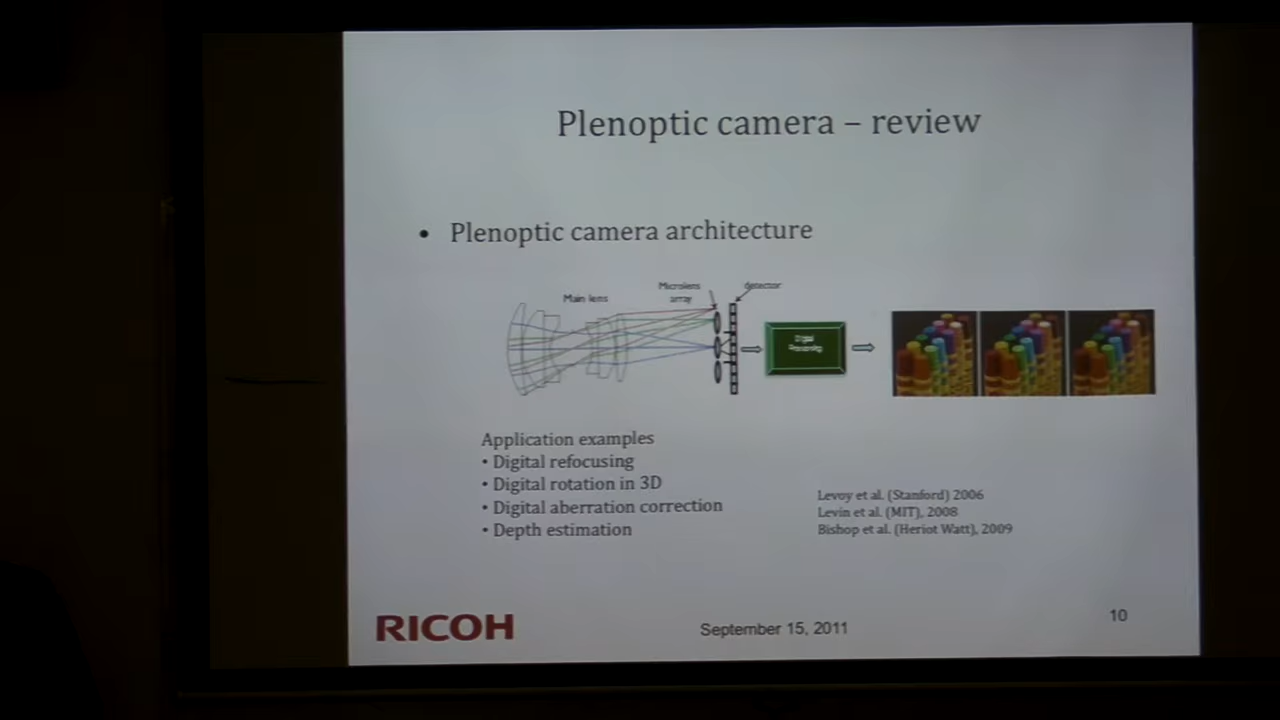 Plenoptic camera – review
• Plenoptic camera architecture
Main lens
Microlens
array
detector
Digital
Processing
Application examples
• Digital refocusing
• Digital rotation in 3D
• Digital aberration correction
• Depth estimation
Levoy et al. (Stanford) 2006
Levin et al. (MIT), 2008
Bishop et al. (Heriot Watt), 2009
RICOH
September 15, 2011
10